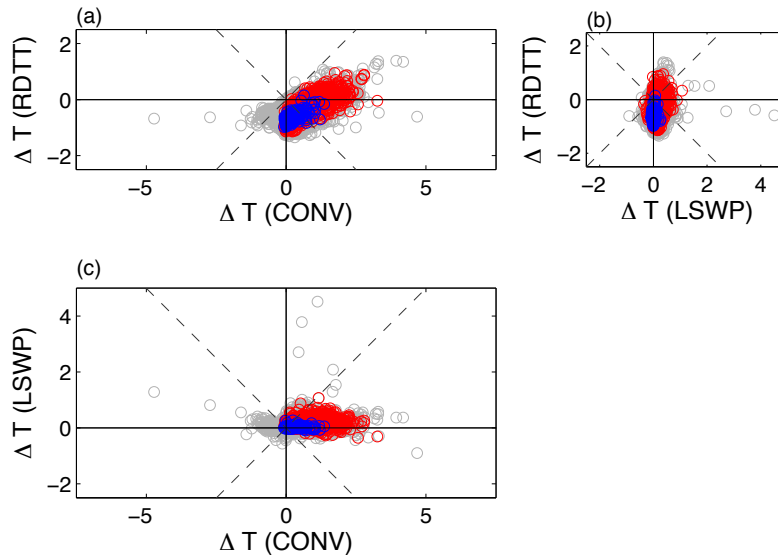 (a)
2
0
−2
Δ T (RDTT)
−5
0
5
Δ T (CONV)
(b)
2
0
−2
Δ T (RDTT)
−2
0
2
4
Δ T (LSWP)
(c)
4
2
0
−2
Δ T (LSWP)
−5
0
5
Δ T (CONV)